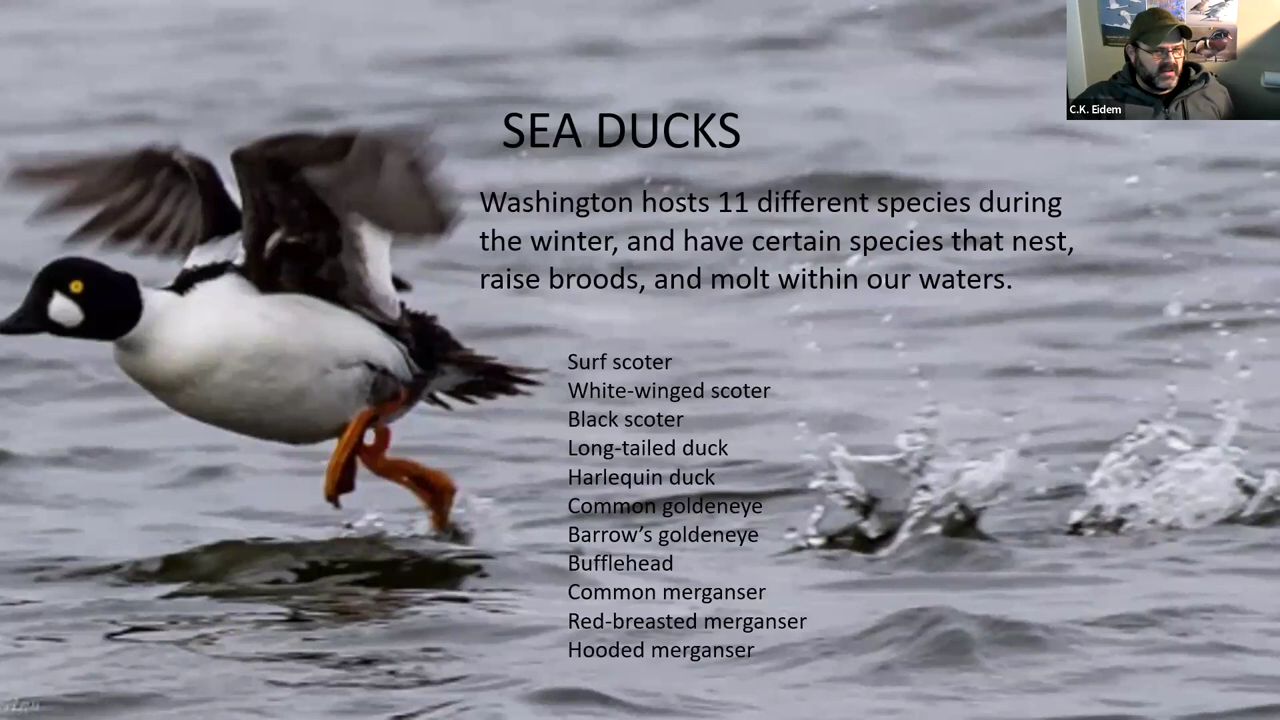 C.K. Eidem
SEA DUCKS
Washington hosts 11 different species during
the winter, and have certain species that nest,
raise broods, and molt within our waters.
Surf scoter
White-winged scoter
Black scoter
Long-tailed duck
Harlequin duck
Common goldeneye
Barrow’s goldeneye
Bufflehead
Common merganser
Red-breasted merganser
Hooded merganser